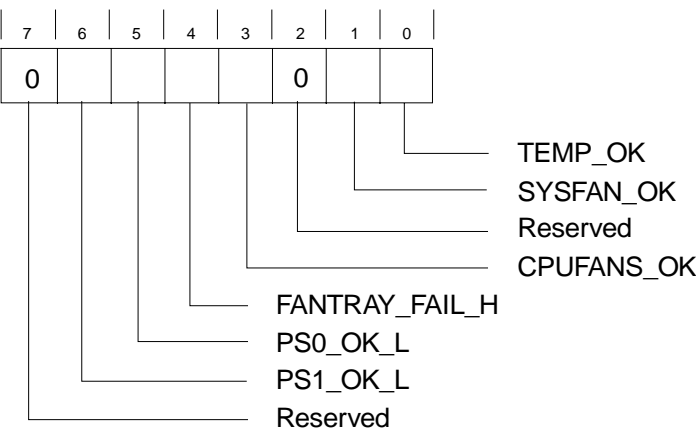 7 6 5 4 3 2 1 0
0 0
TEMP_OK
SYSFAN_OK
Reserved
CPUFANS_OK
FANTRAY_FAIL_H
PS0_OK_L
PS1_OK_L
Reserved